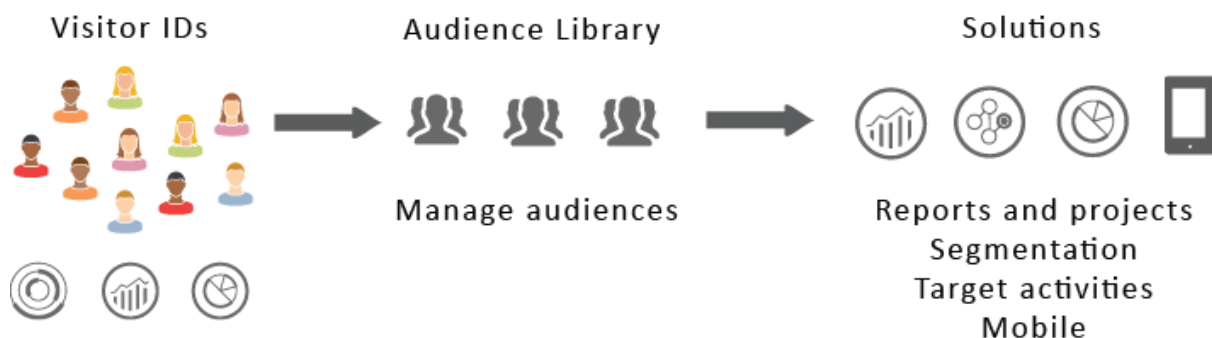 Visitor IDs
Audience Library
Solutions
Manage audiences
Reports and projects
Segmentation
Target activities
Mobile